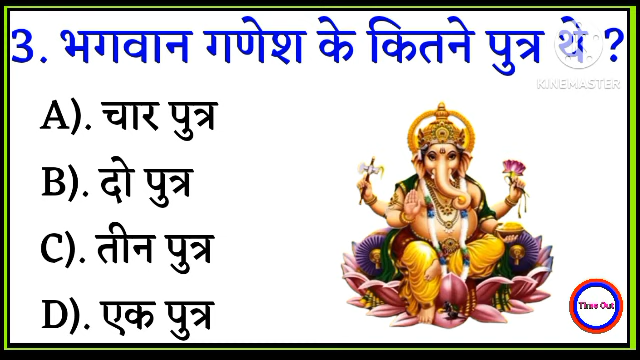 3. भगवान गणेश के कितने पुत्र थे ?
KINEMASTER
A). चार पुत्र
B). दो पुत्र
C). तीन पुत्र
D). एक पुत्र
Time Out